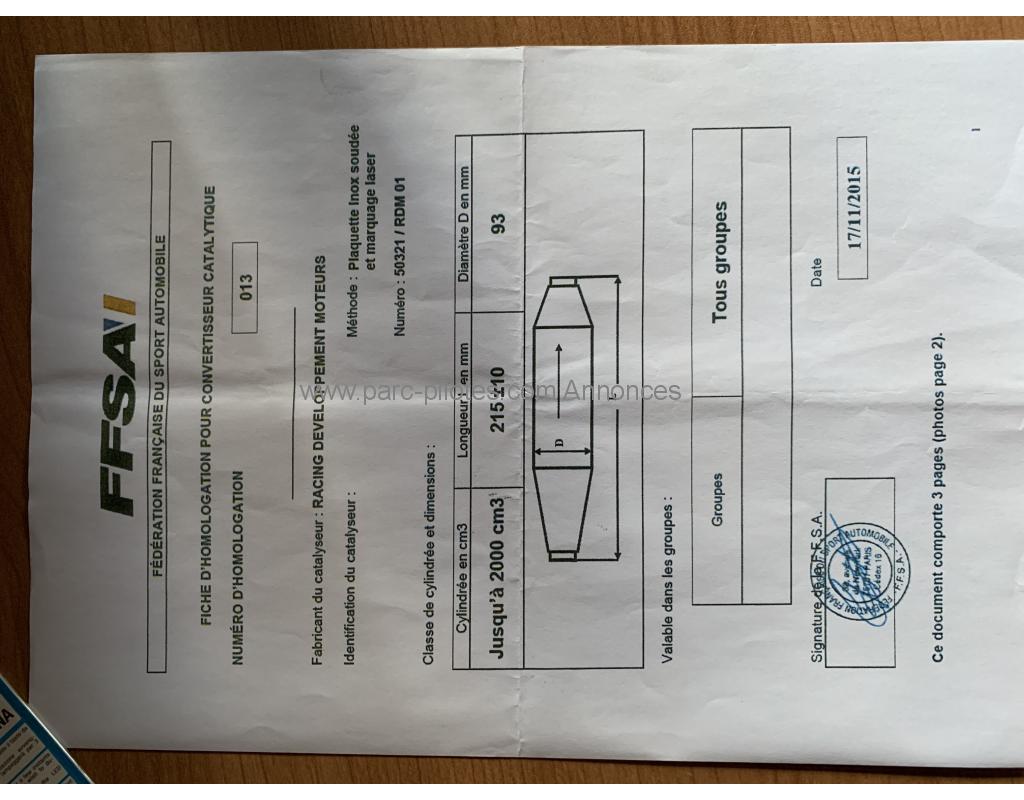 FFSA
FÉDÉRATION FRANÇAISE DU SPORT AUTOMOBILE
FICHE D'HOMOLOGATION POUR CONVERTISSEUR CATALYTIQUE
NUMÉRO D'HOMOLOGATION 013
Fabricant du catalyseur : RACING DEVELOPPEMENT MOTEURS
Identification du catalyseur : Méthode : Plaquette Inox soudée
et marquage laser
Numéro : 50321 / RDM 01
Classe de cylindrée et dimensions :
Cylindrée en cm3 Longueur en mm Diamètre D en mm
Jusqu'à 2000 cm3 215 ±10 93
D
Valable dans les groupes :
Groupes Tous groupes
Signature de la F.F.S.A. Date
17/11/2015
AUTOMOBILE
PARIS
Cedex 16
F.F.S.A.
Ce document comporte 3 pages (photos page 2).
1
www.parc-pilotes.com/Annonces